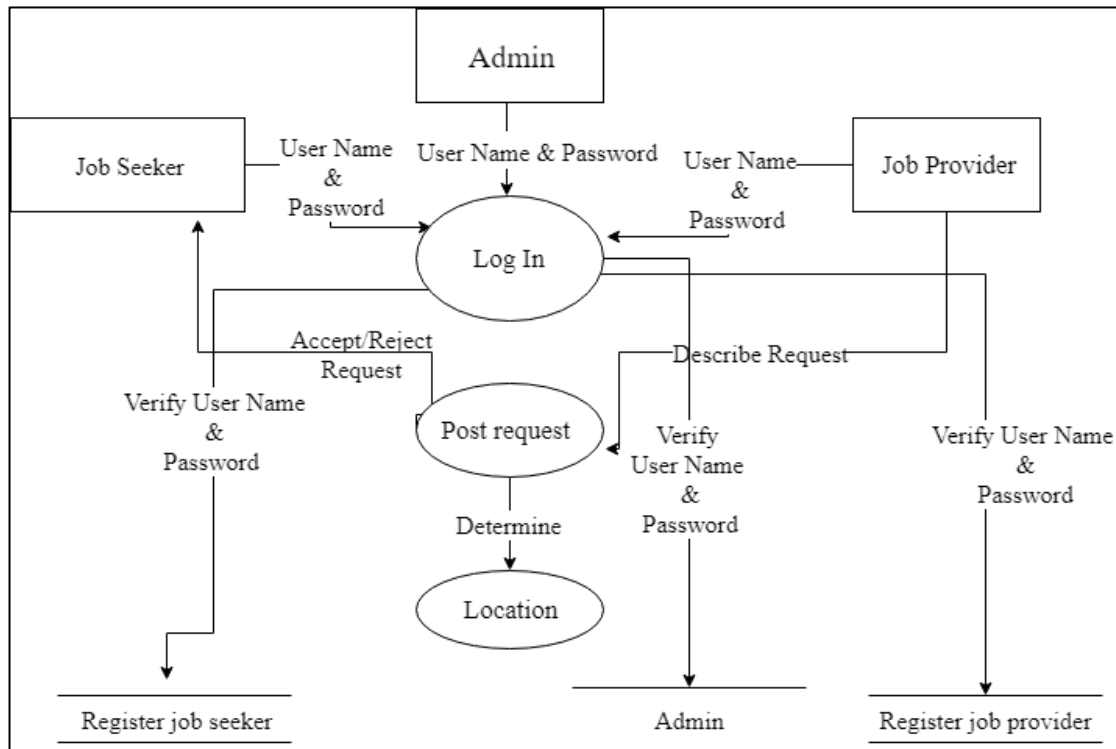 Admin
Job Seeker
User Name
&
Password
User Name & Password
User Name
&
Password
Job Provider
Log In
Accept/Reject
Request
Describe Request
Verify User Name
&
Password
Post request
Verify
User Name
&
Password
Verify User Name
&
Password
Determine
Location
Register job seeker
Admin
Register job provider